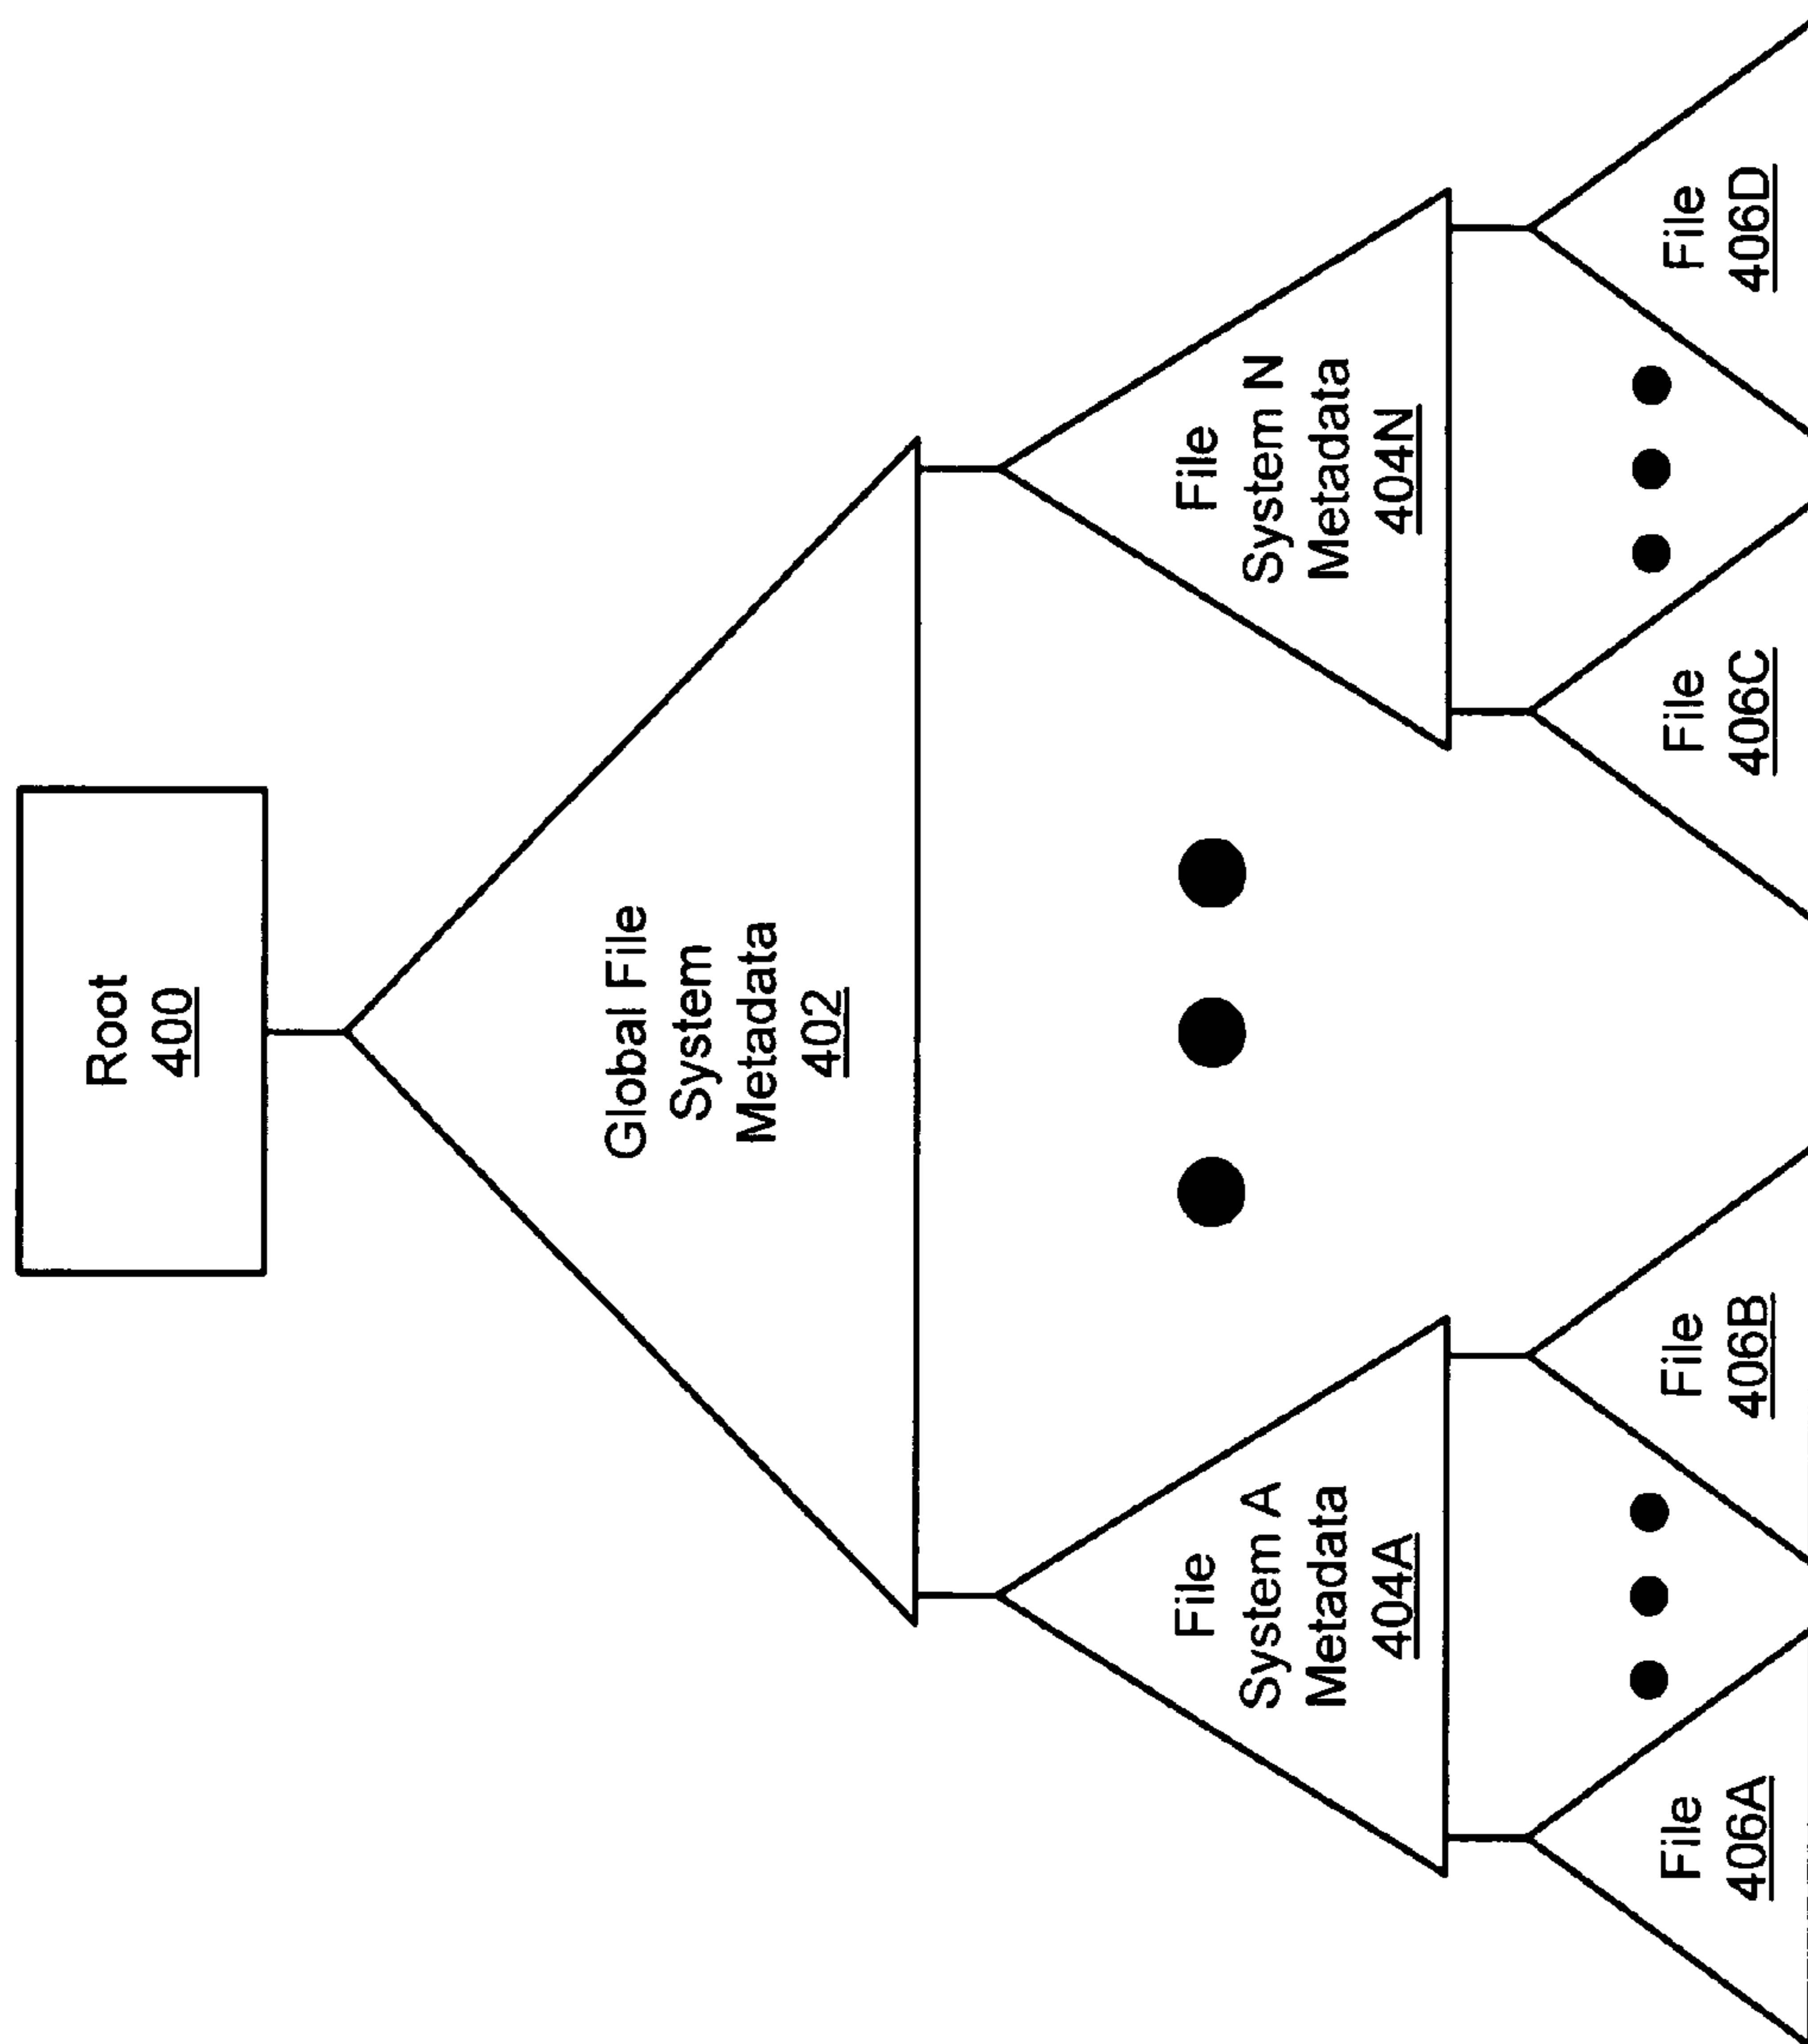 Root
400
Global File
System
Metadata
402
File
System A
Metadata
404A
File
System N
Metadata
404N
File
406A
File
406B
File
406C
File
406D